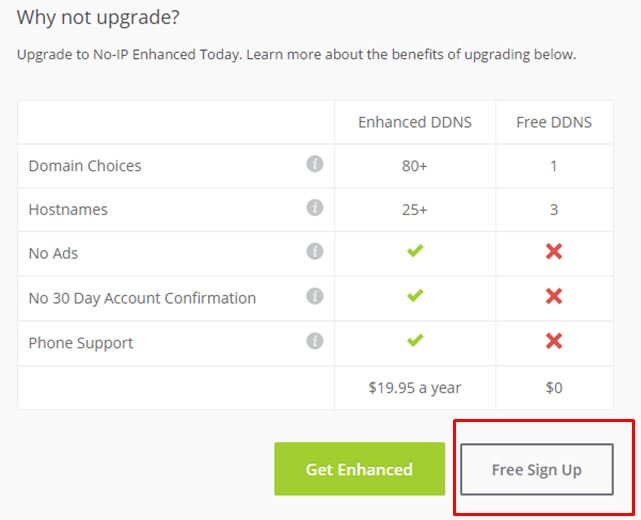 Why not upgrade?
Upgrade to No-IP Enhanced Today. Learn more about the benefits of upgrading below.
Enhanced DDNS Free DDNS
Domain Choices i 80+ 1
Hostnames i 25+ 3
No Ads i
No 30 Day Account Confirmation i
Phone Support i
$19.95 a year $0
Get Enhanced Free Sign Up